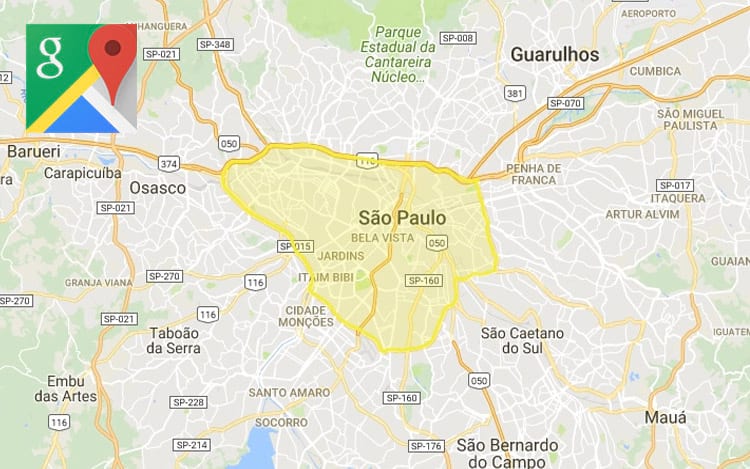 ANHANGUERA
SP-021
SP-348
Parque
Estadual da
Cantareira
Núcleo...
SP-008
AEROPORTO
Guarulhos
CUMBICA
g
381
SP-070
SÃO MIGUEL
PAULISTA
050
Barueri
374
116
Carapicuíba
Osasco
PENHA DE
FRANÇA
SP-017
ITAQUERA
SP-021
São Paulo
ARTUR ALVIM
BELA VISTA
050
SP-015
JARDINS
GUAIAN
GRANJA VIANA
SP-270
116
ITAIM BIBI
SP-160
SP-270
116
CIDADE
MONÇÕES
SP-021
Taboão
da Serra
São Caetano
do Sul
IGUATEM
Embu
das Artes
050
SANTO AMARO
116
SP-228
SP-160
SOCORRO
Mauá
SP-214
SP-176
São Bernardo
do Campo